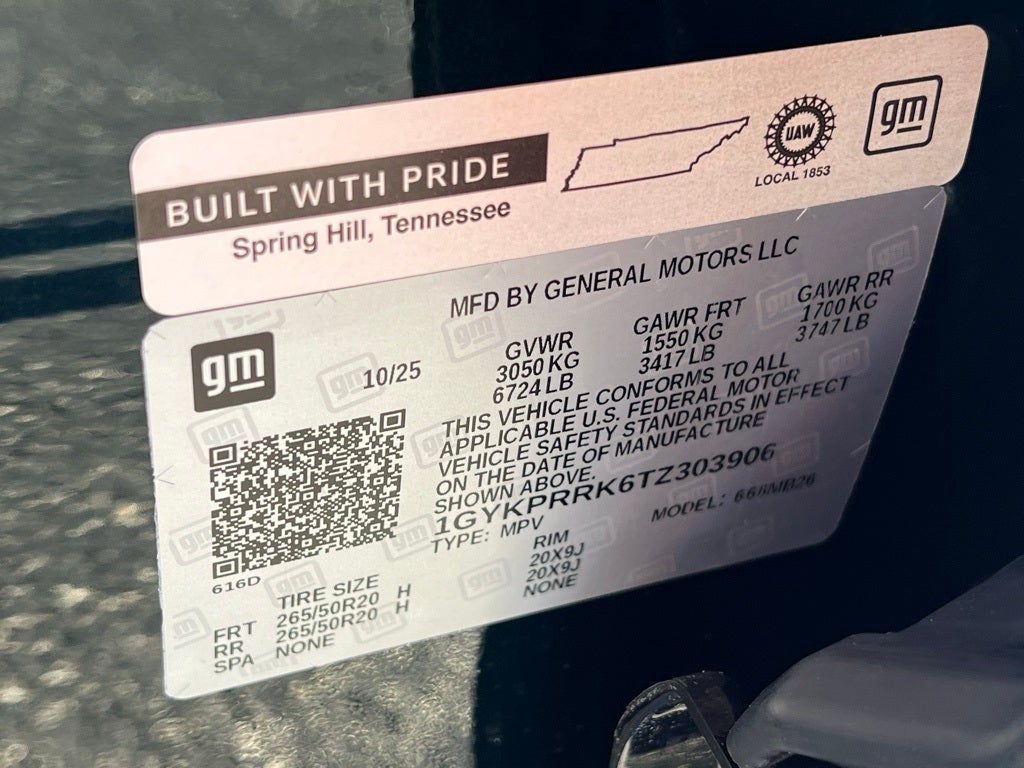 BUILT WITH PRIDE
Spring Hill, Tennessee
UAW
LOCAL 1853
gm
MFD BY GENERAL MOTORS LLC
gm
10/25
GVWR
3050 KG
6724 LB
GAWR FRT
1550 KG
3417 LB
GAWR RR
1700 KG
3747 LB
THIS VEHICLE CONFORMS TO ALL
APPLICABLE U.S. FEDERAL MOTOR
VEHICLE SAFETY STANDARDS IN EFFECT
ON THE DATE OF MANUFACTURE
SHOWN ABOVE.
1GYKPRRK6TZ303906
TYPE: MPV
MODEL:
616D
TIRE SIZE
RIM
FRT 265/50R20 H 20X9J
RR 265/50R20 H 20X9J
SPA NONE NONE